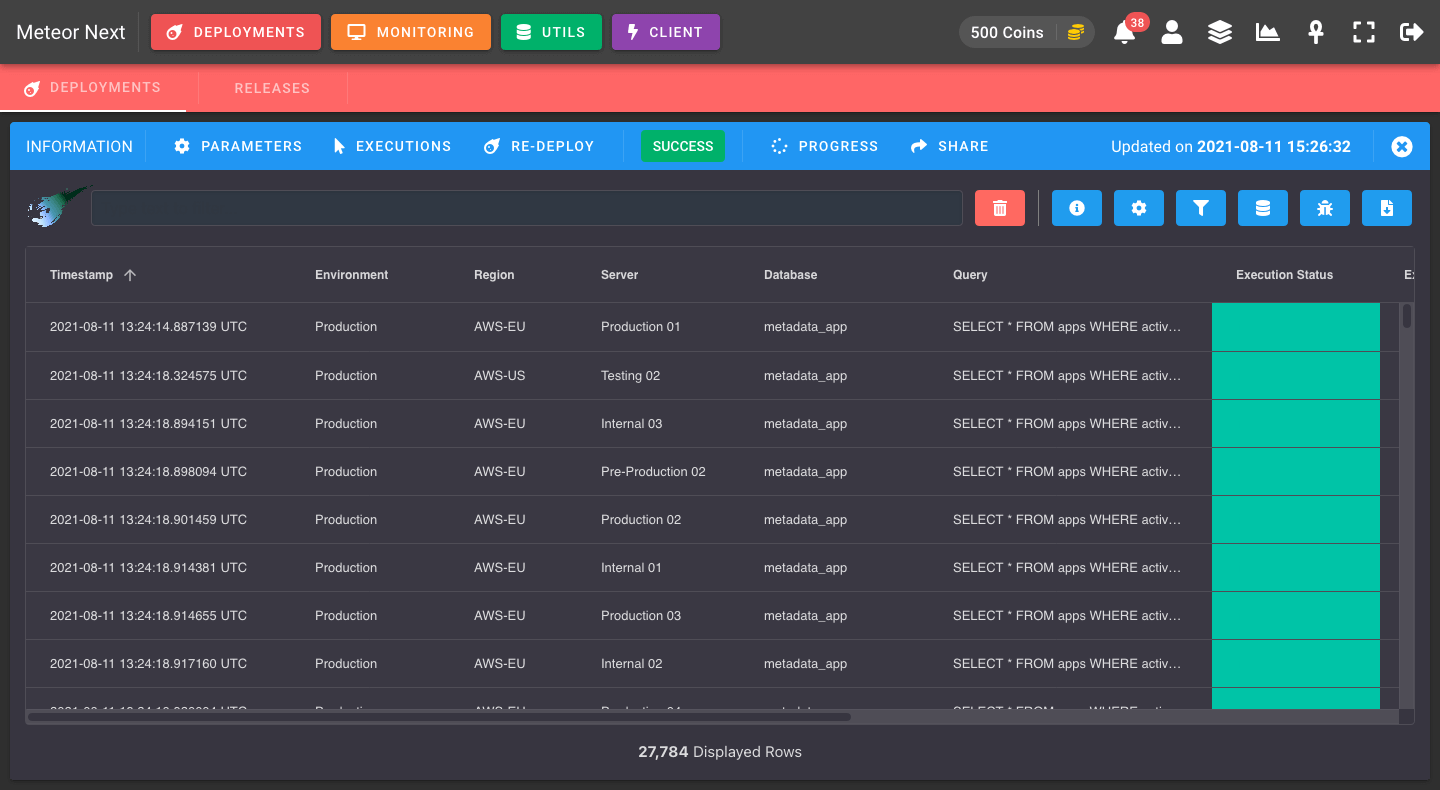 Meteor Next DEPLOYMENTS MONITORING UTILS CLIENT 500 Coins 38
DEPLOYMENTS RELEASES
INFORMATION PARAMETERS EXECUTIONS RE-DEPLOY SUCCESS PROGRESS SHARE Updated on 2021-08-11 15:26:32
Timestamp Environment Region Server Database Query Execution Status
2021-08-11 13:24:14.887139 UTC Production AWS-EU Production 01 metadata_app SELECT * FROM apps WHERE activ…
2021-08-11 13:24:18.324575 UTC Production AWS-US Testing 02 metadata_app SELECT * FROM apps WHERE activ…
2021-08-11 13:24:18.894151 UTC Production AWS-EU Internal 03 metadata_app SELECT * FROM apps WHERE activ…
2021-08-11 13:24:18.898094 UTC Production AWS-EU Pre-Production 02 metadata_app SELECT * FROM apps WHERE activ…
2021-08-11 13:24:18.901459 UTC Production AWS-EU Production 02 metadata_app SELECT * FROM apps WHERE activ…
2021-08-11 13:24:18.914381 UTC Production AWS-EU Internal 01 metadata_app SELECT * FROM apps WHERE activ…
2021-08-11 13:24:18.914655 UTC Production AWS-EU Production 03 metadata_app SELECT * FROM apps WHERE activ…
2021-08-11 13:24:18.917160 UTC Production AWS-EU Internal 02 metadata_app SELECT * FROM apps WHERE activ…
27,784 Displayed Rows